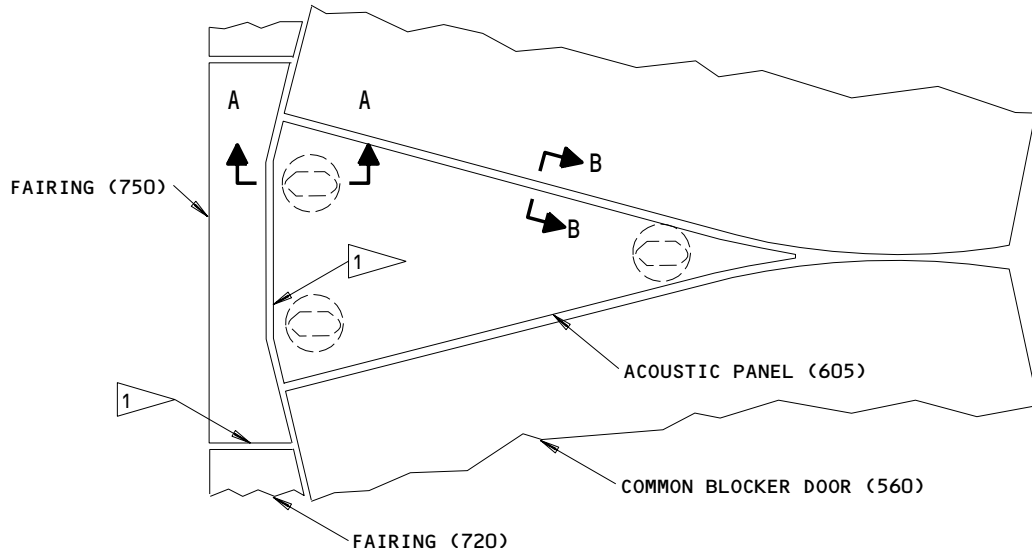 A A
B
FAIRING (750)
B
1
ACOUSTIC PANEL (605)
1
COMMON BLOCKER DOOR (560)
FAIRING (720)